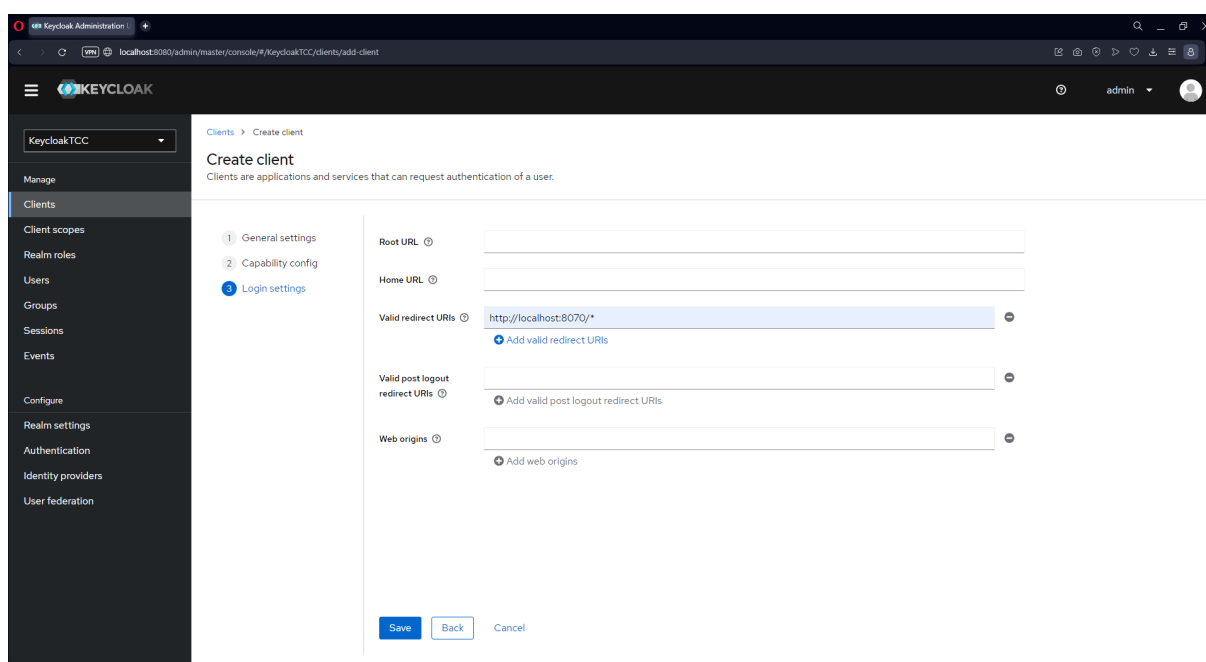 Keycloak Administration U
VPN localhost:8080/admin/master/console/#/KeycloakTCC/clients/add-client
KEYCLOAK
admin
KeycloakTCC
Manage
Clients
Client scopes
Realm roles
Users
Groups
Sessions
Events
Configure
Realm settings
Authentication
Identity providers
User federation
Clients > Create client
Create client
Clients are applications and services that can request authentication of a user.
1 General settings
2 Capability config
3 Login settings
Root URL
Home URL
Valid redirect URIs http://localhost:8070/*
Add valid redirect URIs
Valid post logout
redirect URIs
Add valid post logout redirect URIs
Web origins
Add web origins
Save Back Cancel